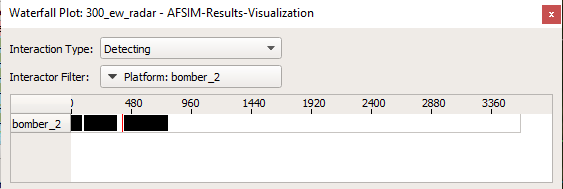 Waterfall Plot: 300_ew_radar - AFSIM-Results-Visualization x
Interaction Type: Detecting
Interactor Filter: Platform: bomber_2
0 480 960 1440 1920 2400 2880 3360
bomber_2